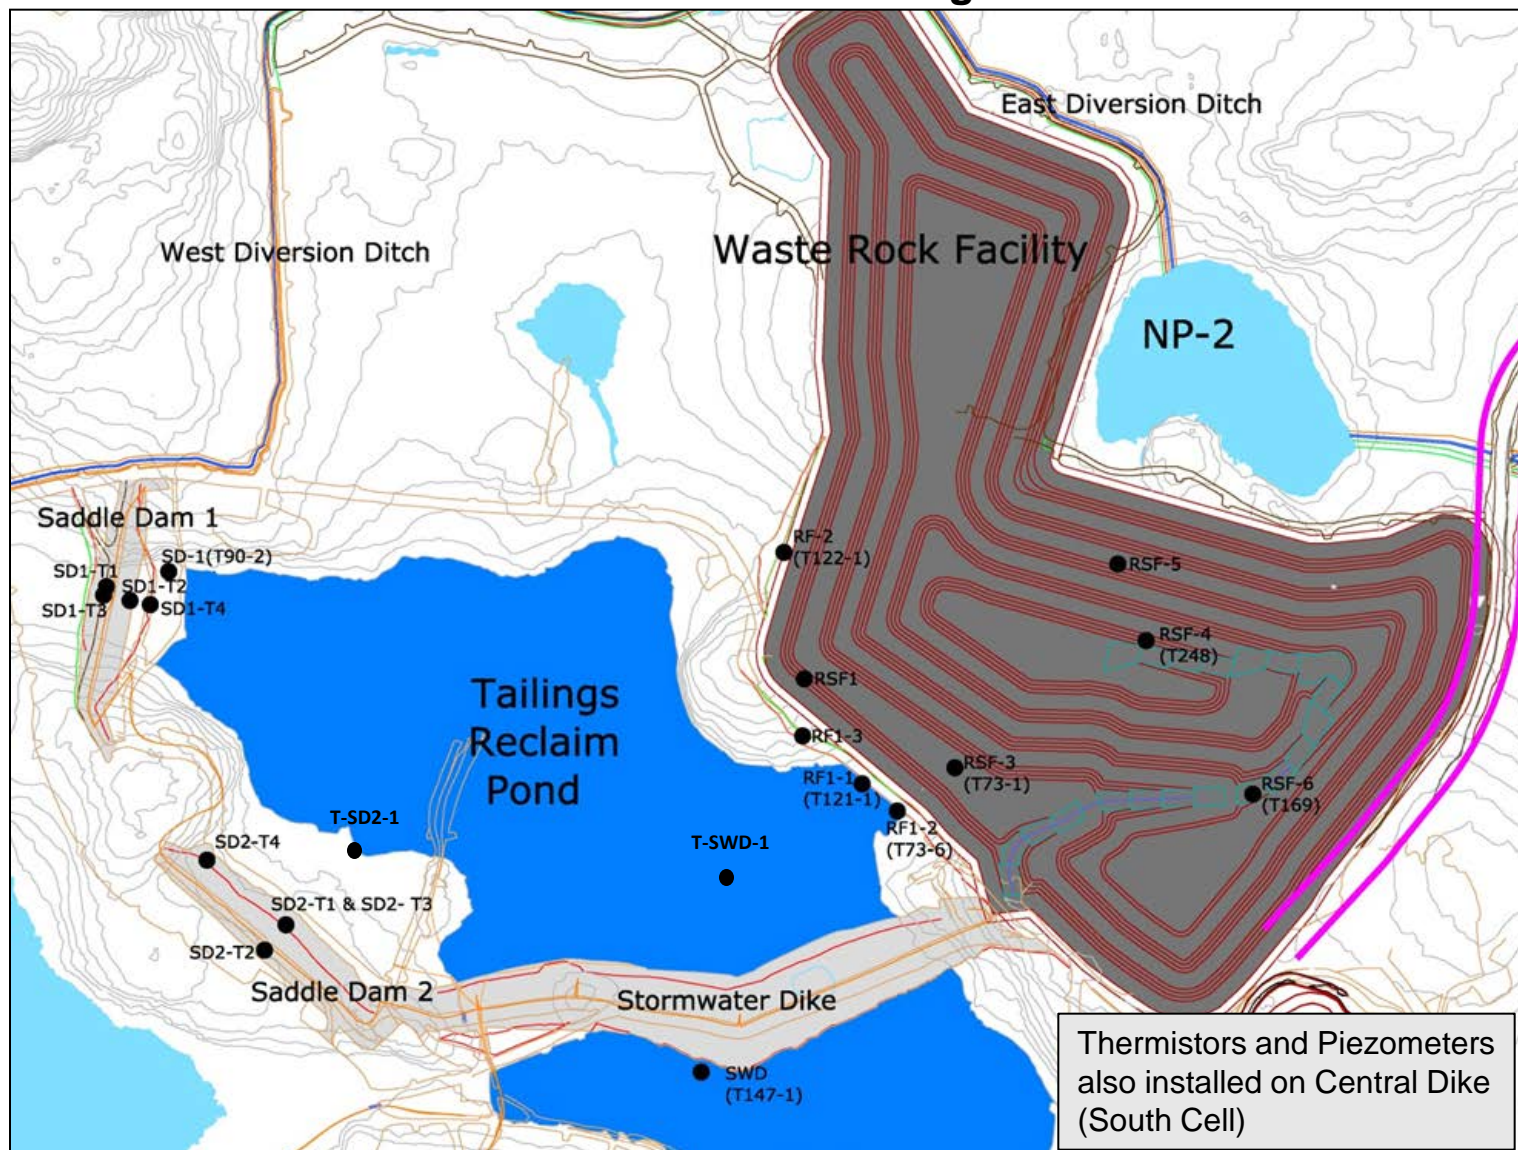 East Diversion Ditch
West Diversion Ditch
Waste Rock Facility
NP-2
Saddle Dam 1
SD-1(T90-2)
SD1-T1
SD1-T2
SD1-T3
SD1-T4
RF-2
(T122-1)
RSF-5
RSF-4
(T248)
RSF1
Tailings
Reclaim
Pond
RF1-3
RF1-1
(T121-1)
RSF-3
(T73-1)
RSF-6
(T169)
RF1-2
(T73-6)
T-SD2-1
T-SWD-1
SD2-T4
SD2-T1 & SD2- T3
SD2-T2
Saddle Dam 2
Stormwater Dike
SWD
(T147-1)
Thermistors and Piezometers
also installed on Central Dike
(South Cell)